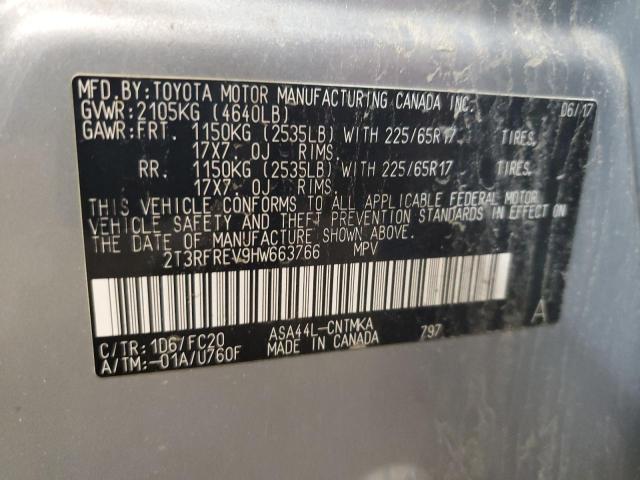 MFD.BY:TOYOTA MOTOR MANUFACTURING CANADA INC. 06/17
GVWR:2105KG (4640LB)
GAWR:FRT. 1150KG (2535LB) WITH 225/65R17 TIRES,
17X7.0J RIMS.
RR. 1150KG (2535LB) WITH 225/65R17 TIRES,
17X7.0J RIMS.
THIS VEHICLE CONFORMS TO ALL APPLICABLE FEDERAL MOTOR
VEHICLE SAFETY AND THEFT PREVENTION STANDARDS IN EFFECT ON
THE DATE OF MANUFACTURE SHOWN ABOVE.
2T3RFREV9HW663766 MPV
C/TR:1D6/FC20 ASA44L-CNTMKA 797 A
A/TM:-01A/U760F MADE IN CANADA